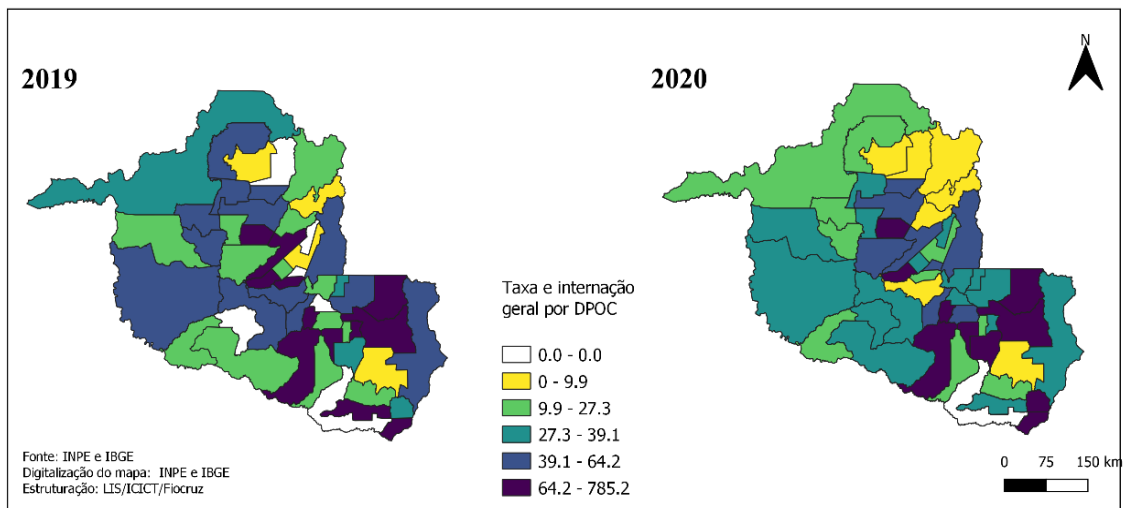 2019
2020
N
Taxa e internação
geral por DPOC
0.0 - 0.0
0 - 9.9
9.9 - 27.3
27.3 - 39.1
39.1 - 64.2
64.2 - 785.2
Fonte: INPE e IBGE
Digitalização do mapa: INPE e IBGE
Estruturação: LIS/ICICT/Fiocruz
0 75 150 km